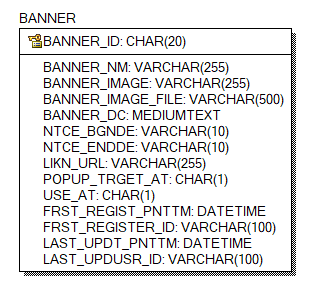 BANNER
BANNER_ID: CHAR(20)
BANNER_NM: VARCHAR(255)
BANNER_IMAGE: VARCHAR(255)
BANNER_IMAGE_FILE: VARCHAR(500)
BANNER_DC: MEDIUMTEXT
NTCE_BGNDE: VARCHAR(10)
NTCE_ENDDE: VARCHAR(10)
LIKN_URL: VARCHAR(255)
POPUP_TRGET_AT: CHAR(1)
USE_AT: CHAR(1)
FRST_REGIST_PNTTM: DATETIME
FRST_REGISTER_ID: VARCHAR(100)
LAST_UPDT_PNTTM: DATETIME
LAST_UPDUSR_ID: VARCHAR(100)